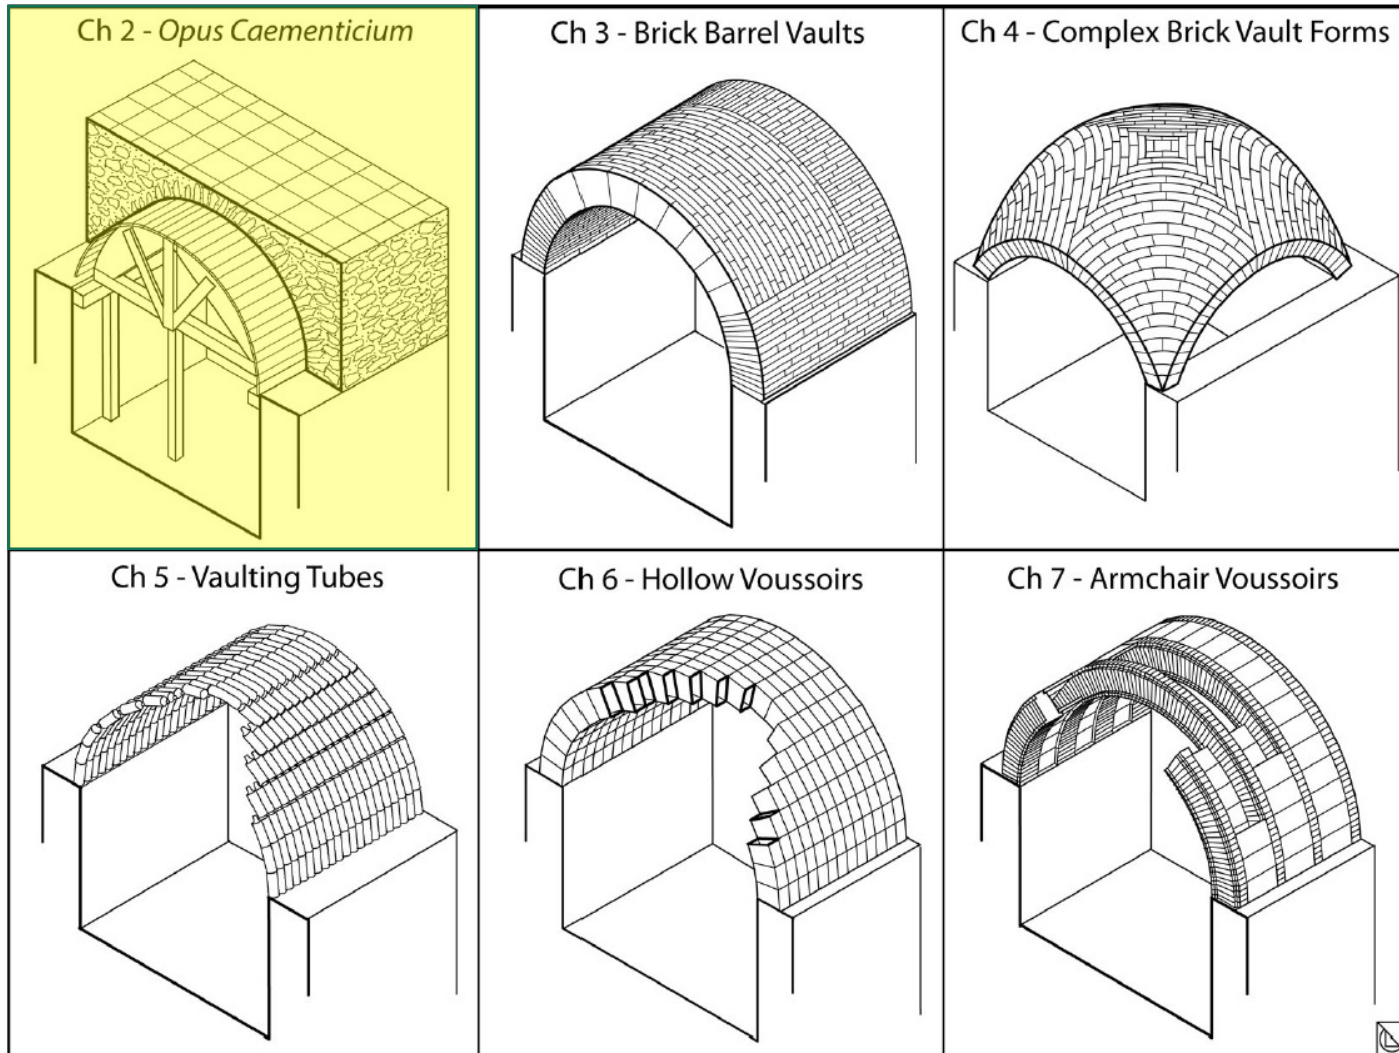 Ch 2 - Opus Caementicium
Ch 3 - Brick Barrel Vaults
Ch 4 - Complex Brick Vault Forms
Ch 5 - Vaulting Tubes
Ch 6 - Hollow Voussoirs
Ch 7 - Armchair Voussoirs